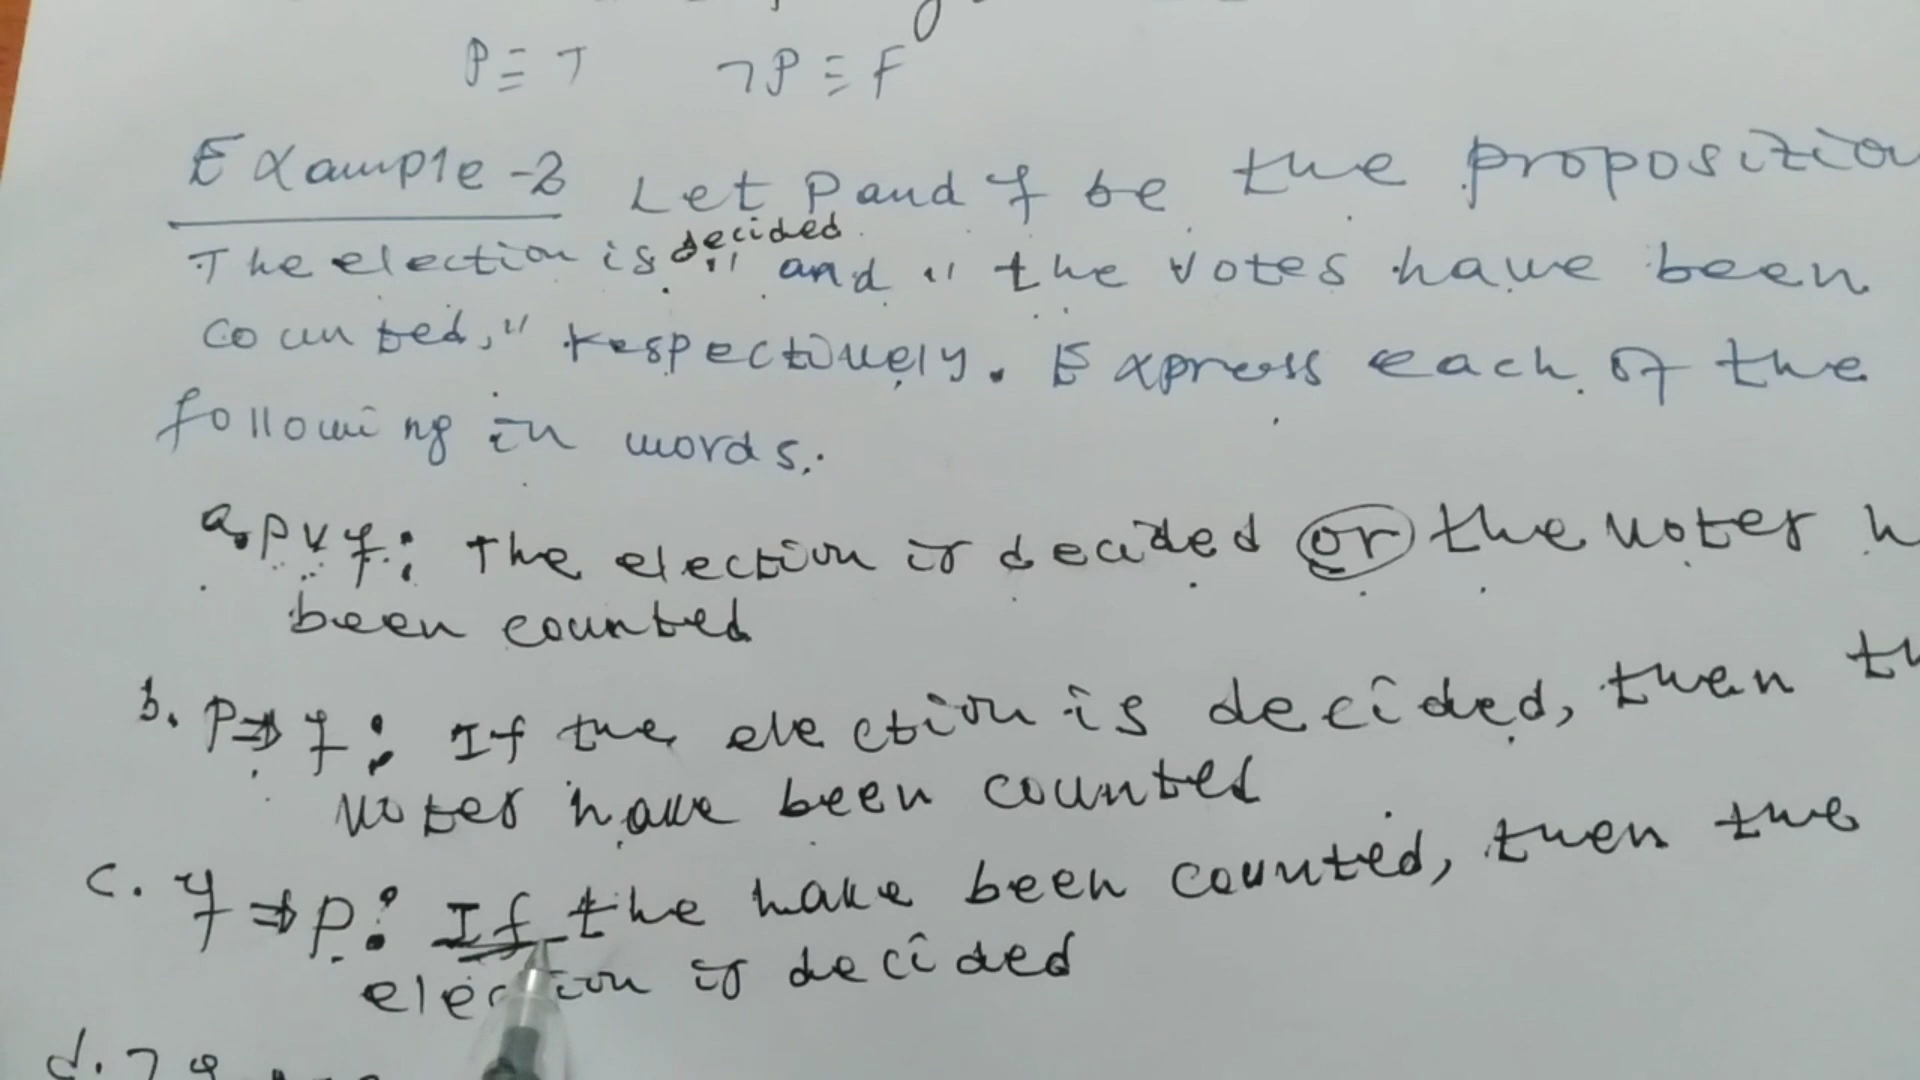 P ≡ T ¬P ≡ F
Example-2 Let P and q be the propositio
The election is decided" and "the votes have been
counted," respectively. Express each of the
following in words.
a. p ∨ q: The election is decided or the votes h
been counted
b. P⇒q: If the election is decided, then th
votes have been counted
c. q⇒p: If the have been counted, then the
election is decided
d. ¬q